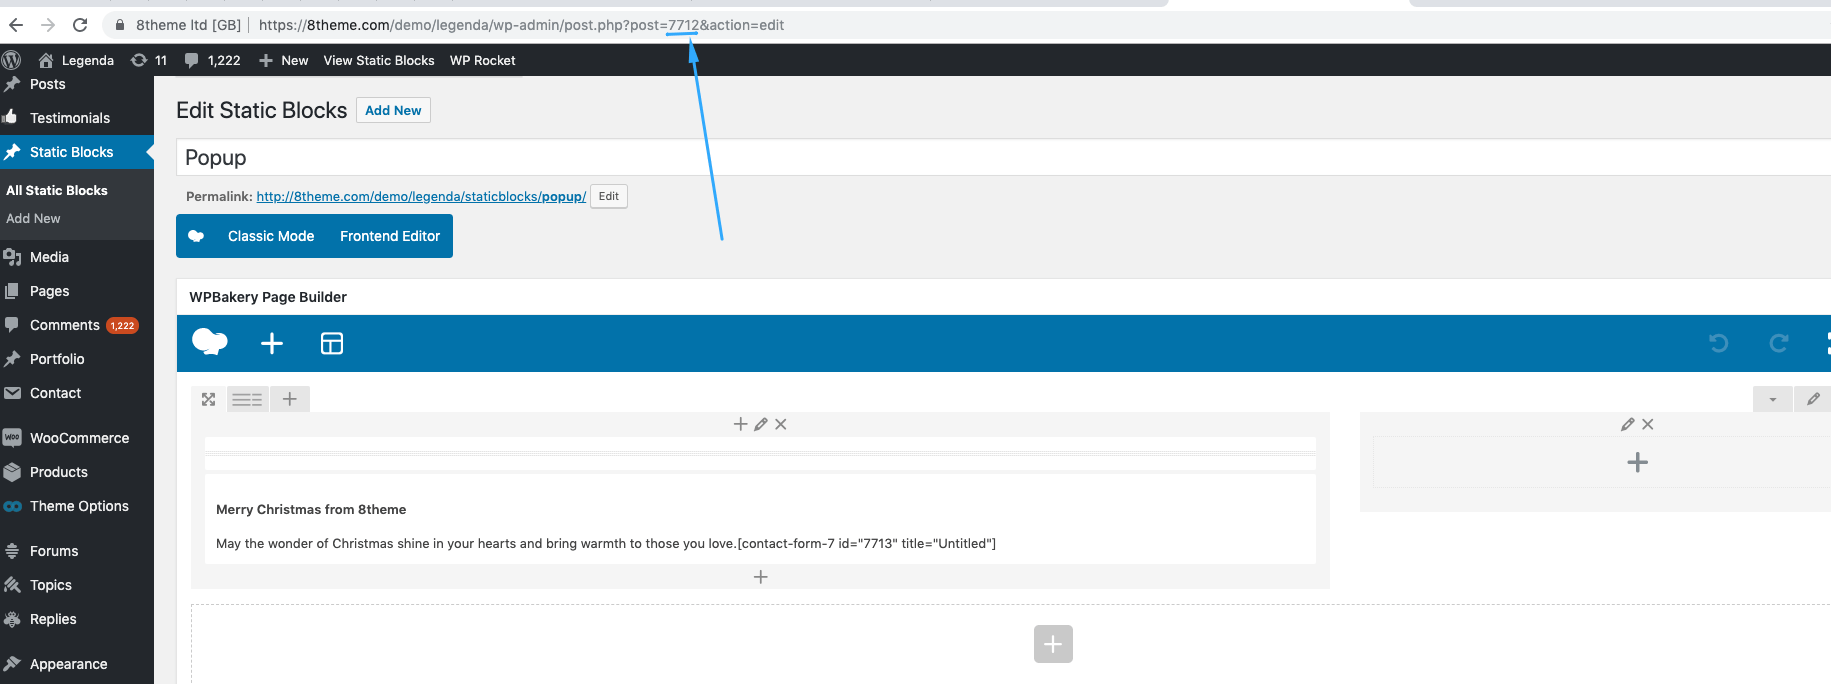 8theme ltd [GB] | https://8theme.com/demo/legenda/wp-admin/post.php?post=7712&action=edit
Legenda 11 1,222 New View Static Blocks WP Rocket
Posts
Testimonials
Static Blocks
All Static Blocks
Add New
Media
Pages
Comments 1,222
Portfolio
Contact
WooCommerce
Products
Theme Options
Forums
Topics
Replies
Appearance
Edit Static Blocks Add New
Popup
Permalink: http://8theme.com/demo/legenda/staticblocks/popup/ Edit
Classic Mode Frontend Editor
WPBakery Page Builder
Merry Christmas from 8theme
May the wonder of Christmas shine in your hearts and bring warmth to those you love.[contact-form-7 id="7713" title="Untitled"]